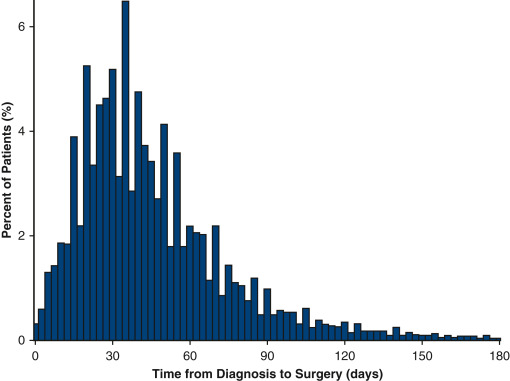 Percent of Patients (%)
6
4
2
0
0 30 60 90 120 150 180
Time from Diagnosis to Surgery (days)